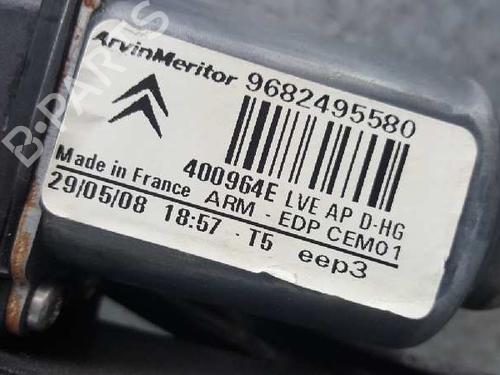 B-PARTS
ArvinMeritor 9682495580
400964E LVE AP D-HG
Made in France ARM - EDP CEM01
29/05/08 18:57 - T5 eep3